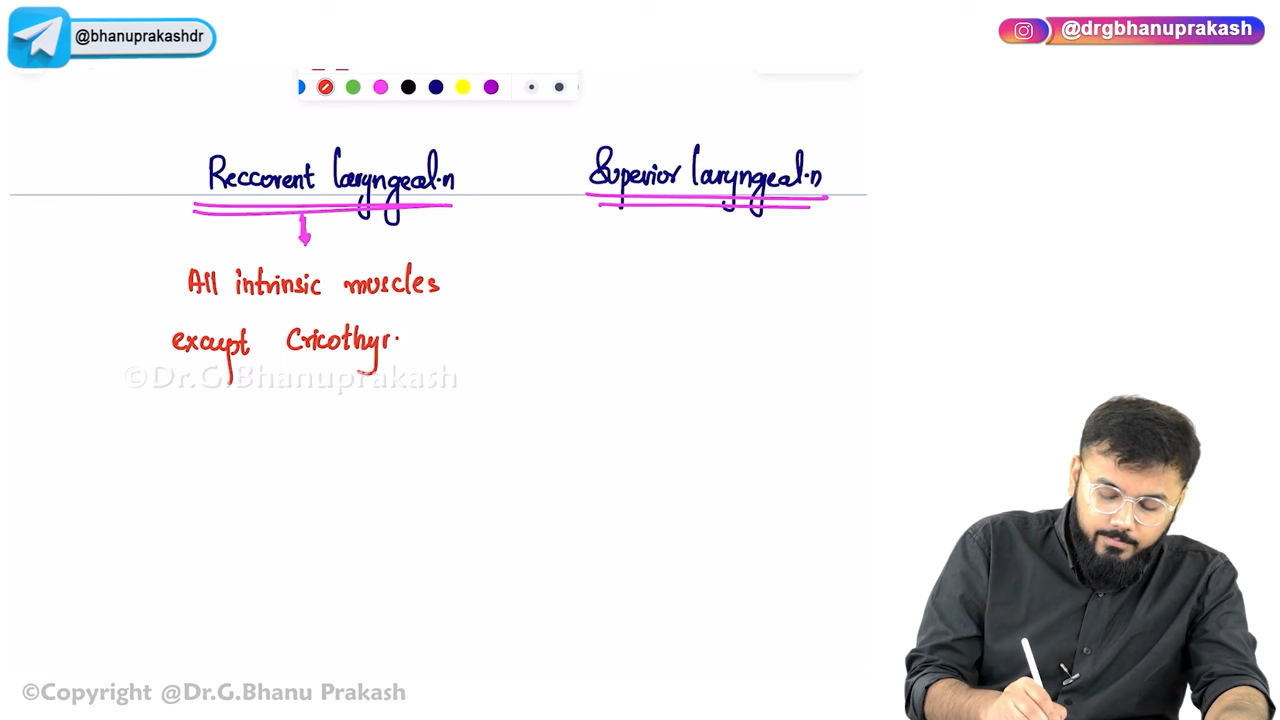 @bhanuprakashdr
@drgbhanuprakash
Reccorent laryngeal.n
Superior laryngeal.n
All intrinsic muscles
except Cricothyr.
©Dr.G.Bhanuprakash
©Copyright @Dr.G.Bhanu Prakash